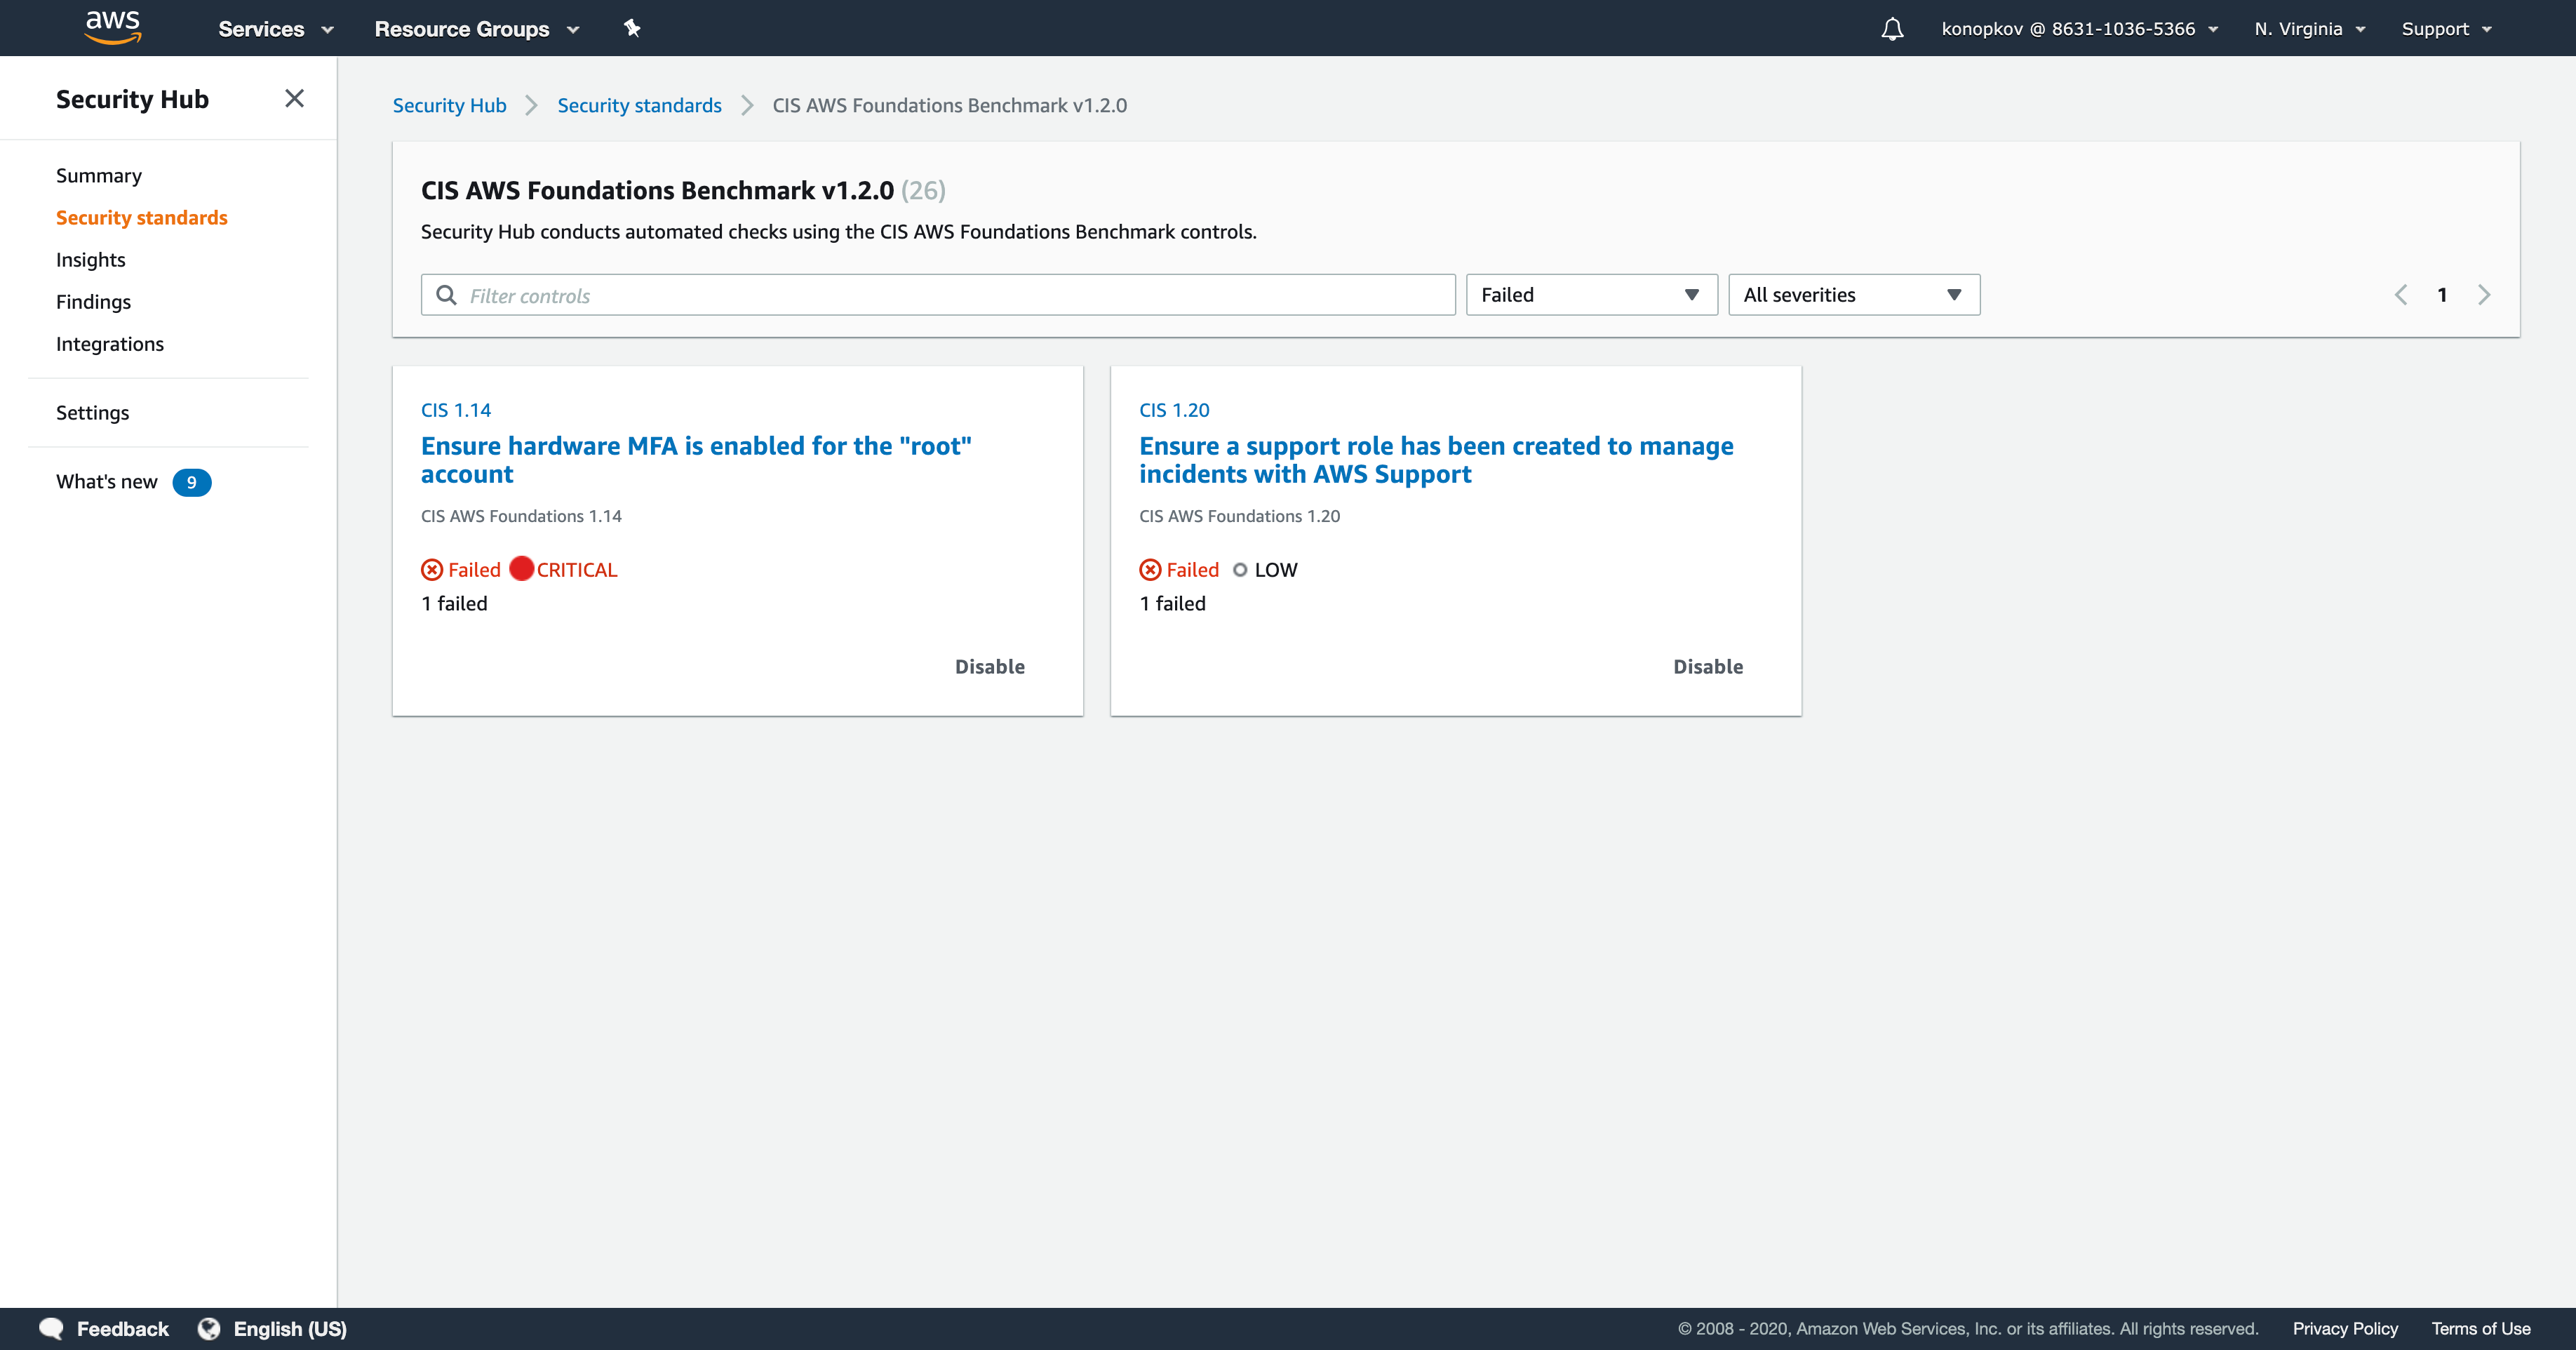 aws Services Resource Groups konopkov @ 8631-1036-5366 N. Virginia Support
Security Hub
Summary
Security standards
Insights
Findings
Integrations
Settings
What's new 9
Security Hub Security standards CIS AWS Foundations Benchmark v1.2.0
CIS AWS Foundations Benchmark v1.2.0 (26)
Security Hub conducts automated checks using the CIS AWS Foundations Benchmark controls.
Filter controls Failed All severities 1
CIS 1.14
Ensure hardware MFA is enabled for the "root"
account
CIS AWS Foundations 1.14
Failed CRITICAL
1 failed
Disable
CIS 1.20
Ensure a support role has been created to manage
incidents with AWS Support
CIS AWS Foundations 1.20
Failed LOW
1 failed
Disable
Feedback English (US) © 2008 - 2020, Amazon Web Services, Inc. or its affiliates. All rights reserved. Privacy Policy Terms of Use